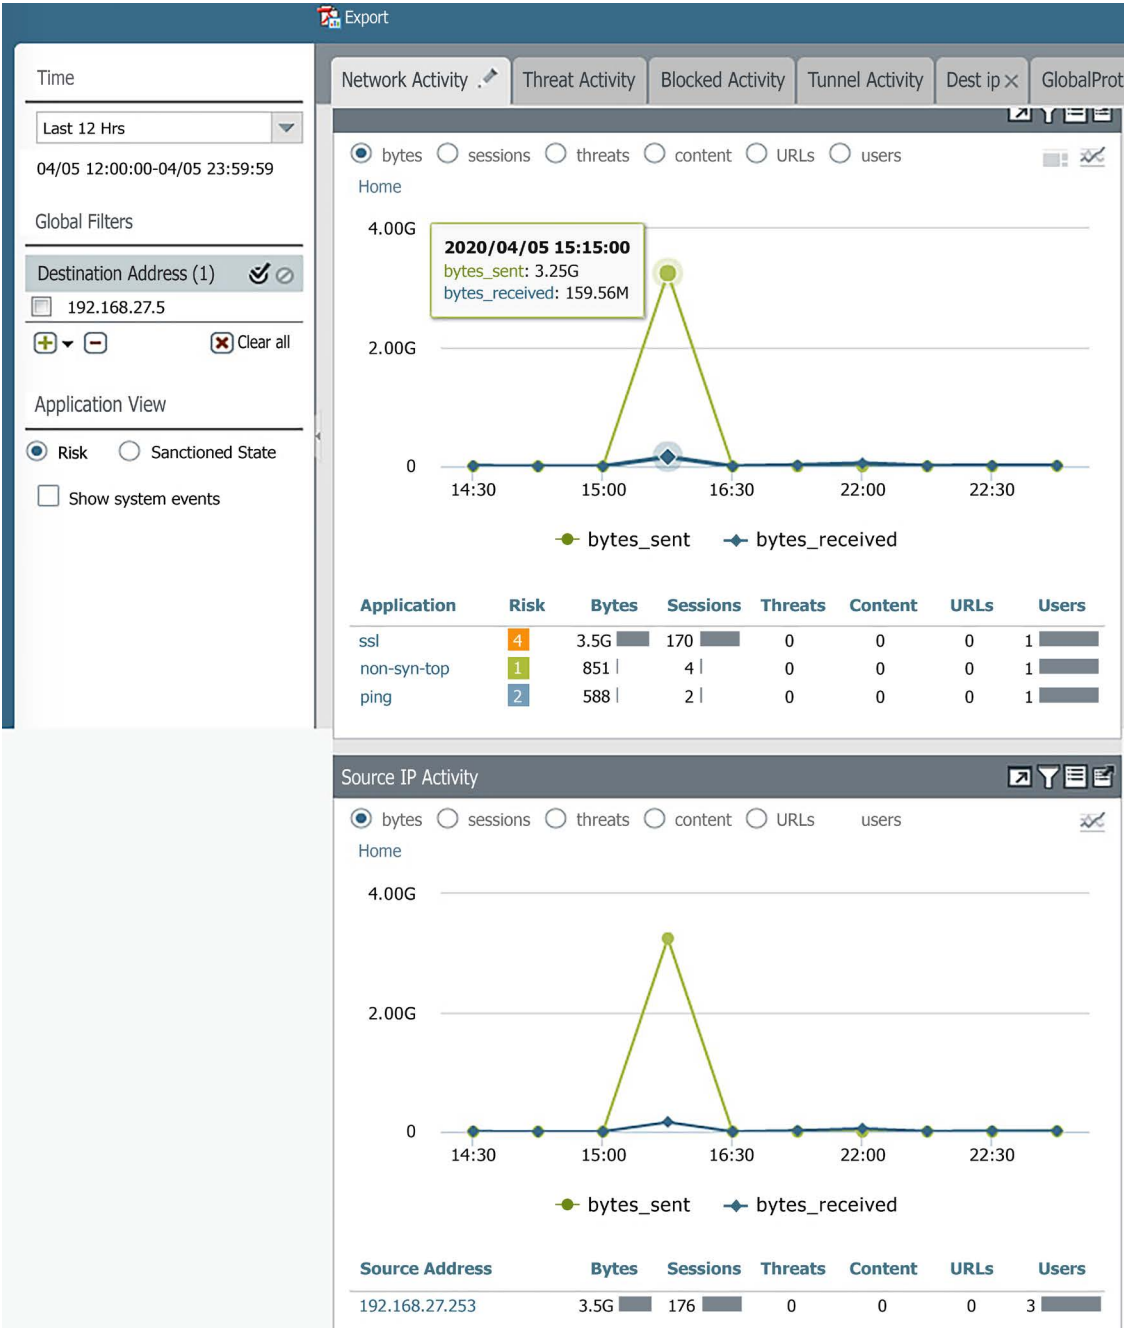 Export
Time
Last 12 Hrs
04/05 12:00:00-04/05 23:59:59
Global Filters
Destination Address (1)
192.168.27.5
Clear all
Application View
Risk Sanctioned State
Show system events
Network Activity Threat Activity Blocked Activity Tunnel Activity Dest ip GlobalProt
bytes sessions threats content URLs users
Home
4.00G
2020/04/05 15:15:00
bytes_sent: 3.25G
bytes_received: 159.56M
2.00G
0
14:30 15:00 16:30 22:00 22:30
bytes_sent bytes_received
Application Risk Bytes Sessions Threats Content URLs Users
ssl 4 3.5G 170 0 0 0 1
non-syn-top 1 851 4 0 0 0 1
ping 2 588 2 0 0 0 1
Source IP Activity
bytes sessions threats content URLs users
Home
4.00G
2.00G
0
14:30 15:00 16:30 22:00 22:30
bytes_sent bytes_received
Source Address Bytes Sessions Threats Content URLs Users
192.168.27.253 3.5G 176 0 0 0 3